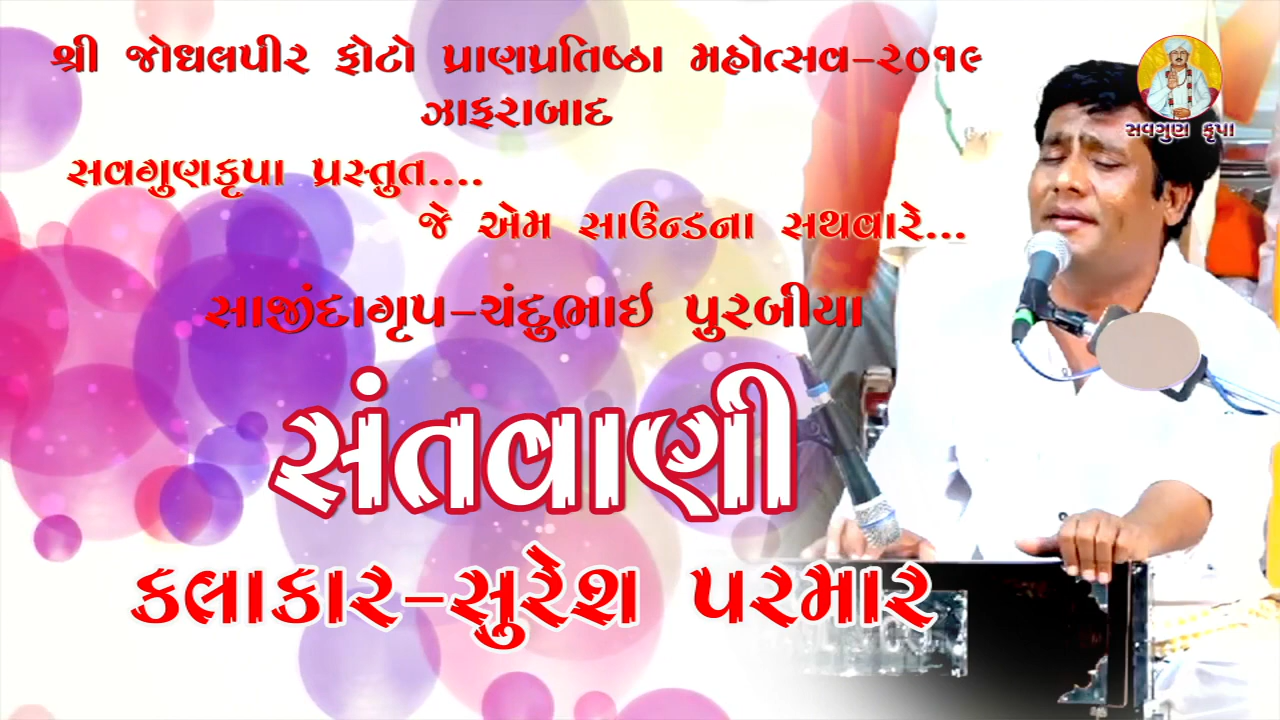 શ્રી જોધલપીર ફોટો પ્રાણપ્રતિષ્ઠા મહોત્સવ-૨૦૧૯
ઝાફરાબાદ
સવગુણકૃપા પ્રસ્તુત....
જે એમ સાઉન્ડના સથવારે...
સાજીંદાગૃપ-ચંદુભાઇ પુરબીયા
સંતવાણી
કલાકાર-સુરેશ પરમાર
સવગુણ કૃપા